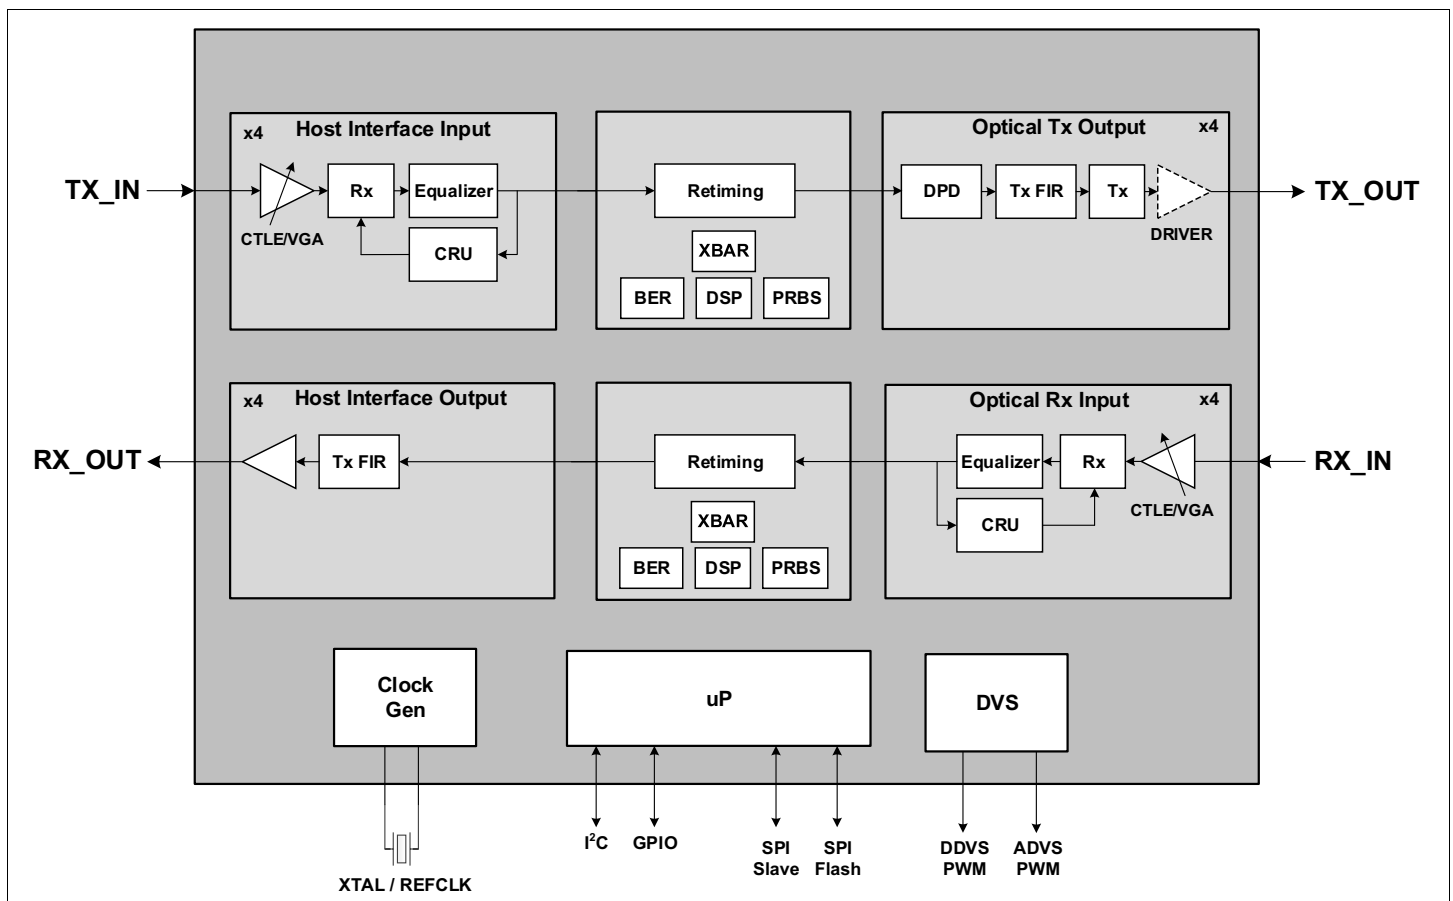 x4 Host Interface Input
Optical Tx Output x4
TX_IN
Rx
Equalizer
Retiming
DPD
Tx FIR
Tx
TX_OUT
CTLE/VGA
CRU
XBAR
DRIVER
BER
DSP
PRBS
x4 Host Interface Output
Optical Rx Input x4
RX_OUT
Tx FIR
Retiming
Equalizer
Rx
RX_IN
CTLE/VGA
XBAR
CRU
BER
DSP
PRBS
Clock
Gen
uP
DVS
I²C
GPIO
SPI
Slave
SPI
Flash
DDVS
PWM
ADVS
PWM
XTAL / REFCLK